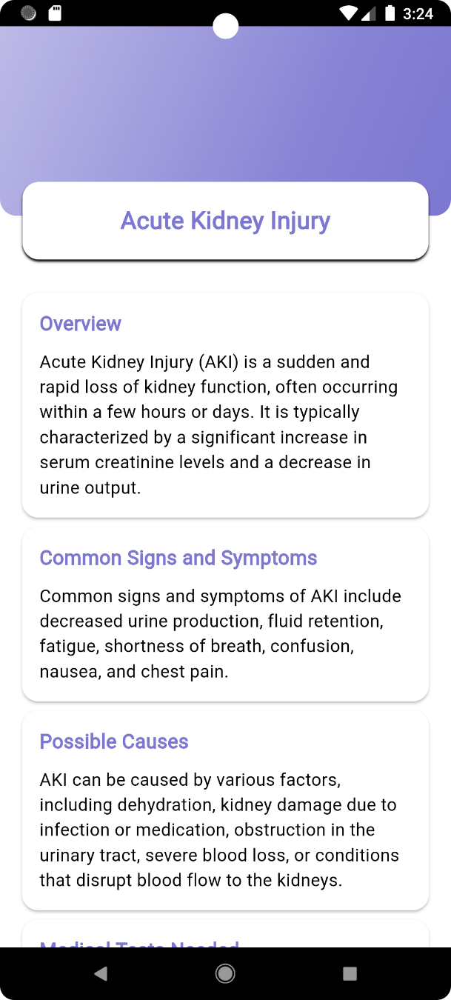 3:24
Acute Kidney Injury
Overview
Acute Kidney Injury (AKI) is a sudden and
rapid loss of kidney function, often occurring
within a few hours or days. It is typically
characterized by a significant increase in
serum creatinine levels and a decrease in
urine output.
Common Signs and Symptoms
Common signs and symptoms of AKI include
decreased urine production, fluid retention,
fatigue, shortness of breath, confusion,
nausea, and chest pain.
Possible Causes
AKI can be caused by various factors,
including dehydration, kidney damage due to
infection or medication, obstruction in the
urinary tract, severe blood loss, or conditions
that disrupt blood flow to the kidneys.
Medical Tests Needed